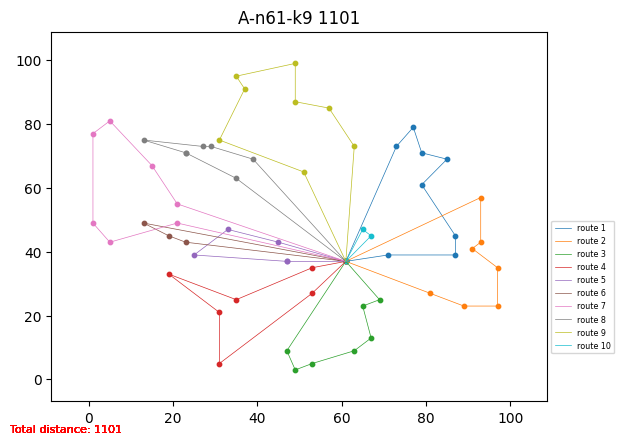 A-n61-k9 1101
100
80
60
40
20
0
0 20 40 60 80 100
route 1
route 2
route 3
route 4
route 5
route 6
route 7
route 8
route 9
route 10
Total distance: 1101